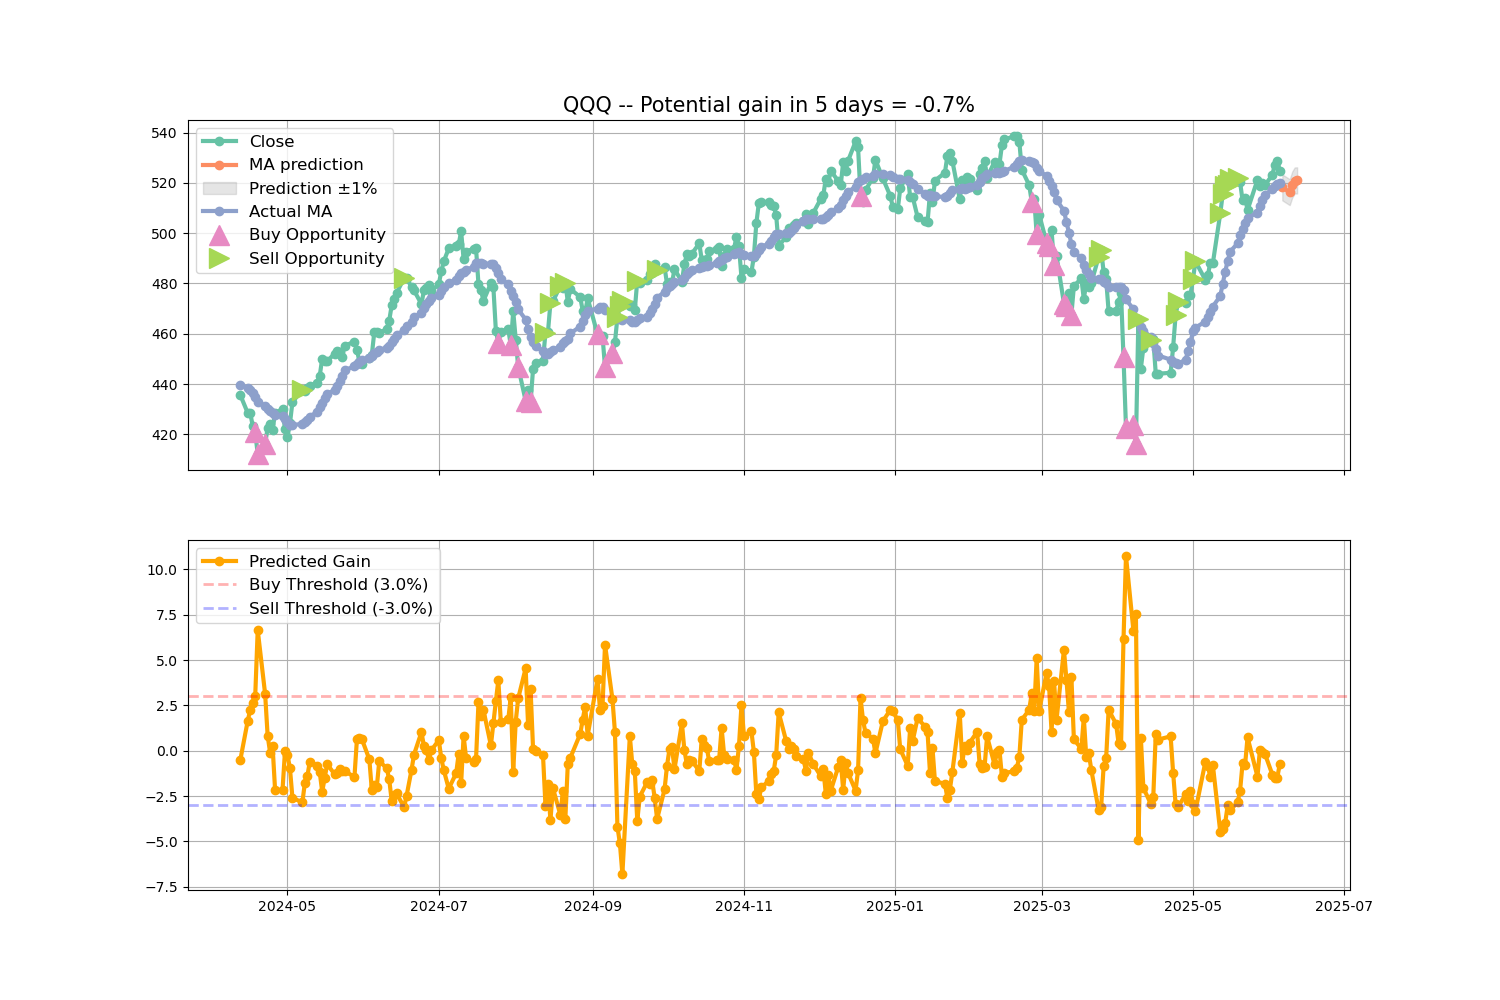 QQQ -- Potential gain in 5 days = -0.7%
540
520
500
480
460
440
420
Close
MA prediction
Prediction ±1%
Actual MA
Buy Opportunity
Sell Opportunity
10.0
7.5
5.0
2.5
0.0
−2.5
−5.0
−7.5
Predicted Gain
Buy Threshold (3.0%)
Sell Threshold (-3.0%)
2024-05 2024-07 2024-09 2024-11 2025-01 2025-03 2025-05 2025-07